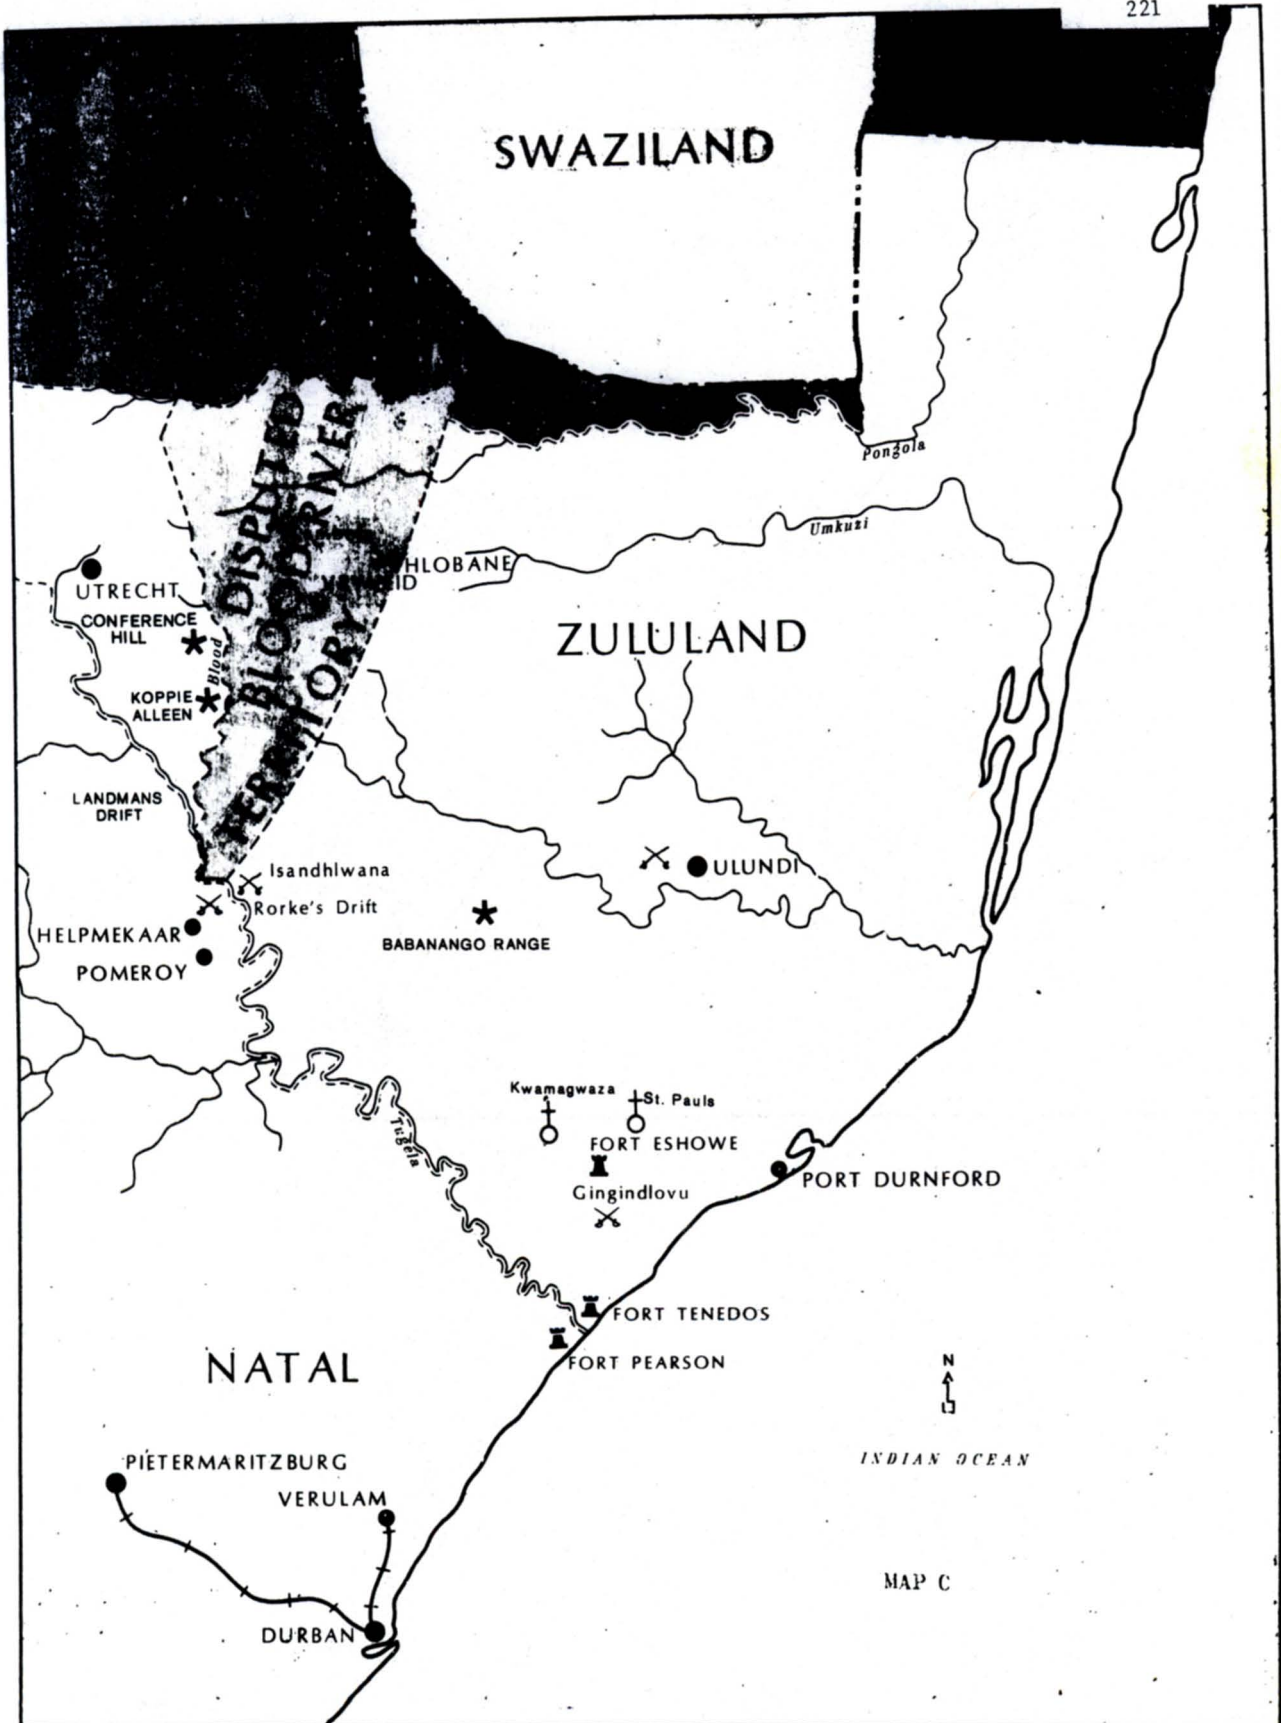 221
SWAZILAND
Pongola
Umkuzi
DISPUTED
BLOOD RIVER
TERRITORY
HLOBANE
UTRECHT
CONFERENCE
HILL
Blood
ZULULAND
KOPPIE
ALLEEN
LANDMANS
DRIFT
ULUNDI
Isandhlwana
Rorke's Drift
HELPMEKAAR
BABANANGO RANGE
POMEROY
Kwamagwaza
St. Pauls
Tugela
FORT ESHOWE
PORT DURNFORD
Gingindlovu
FORT TENEDOS
FORT PEARSON
NATAL
N
INDIAN OCEAN
PIETERMARITZBURG
VERULAM
MAP C
DURBAN